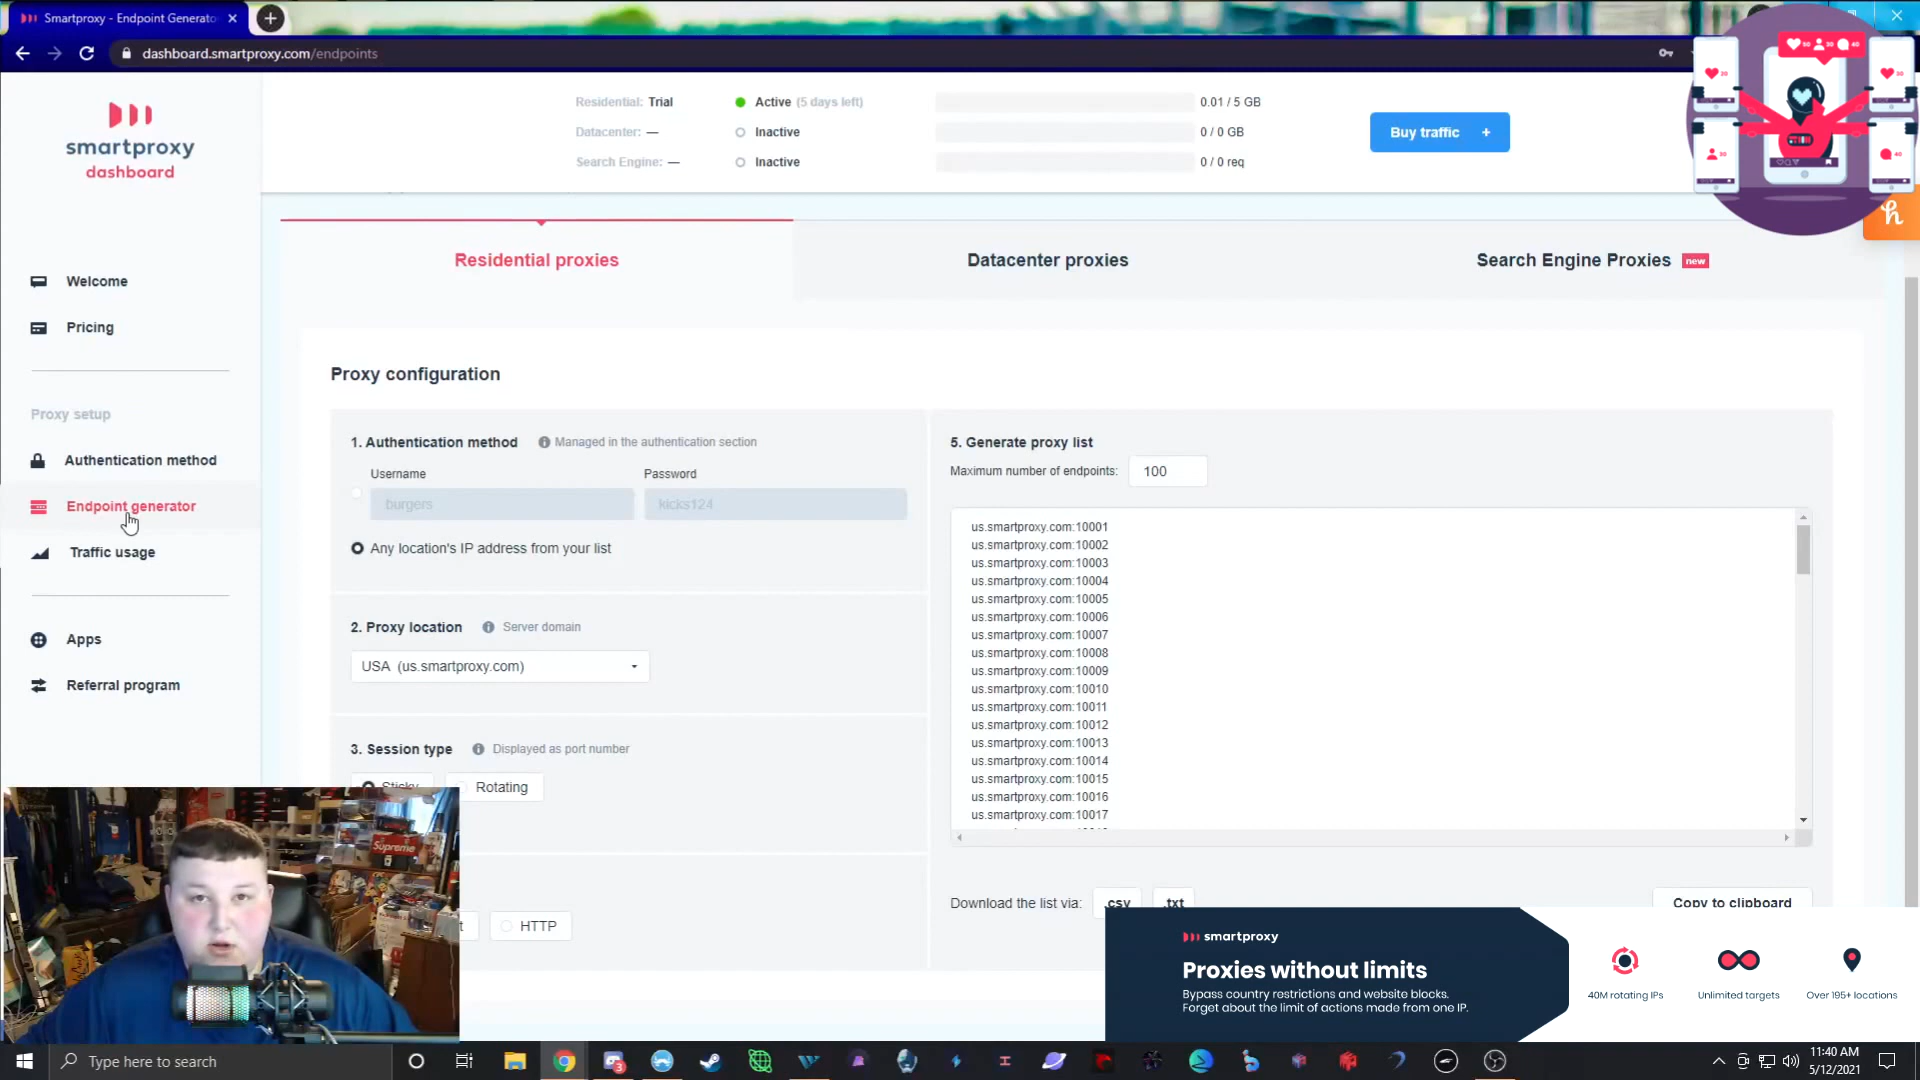 Smartproxy - Endpoint Generato
dashboard.smartproxy.com/endpoints
smartproxy
dashboard
Residential: Trial
Active (5 days left)
0.01 / 5 GB
Datacenter: —
Inactive
0 / 0 GB
Search Engine: —
Inactive
0 / 0 req
Buy traffic +
Welcome
Pricing
Proxy setup
Authentication method
Endpoint generator
Traffic usage
Apps
Referral program
Residential proxies
Datacenter proxies
Search Engine Proxies new
Proxy configuration
1. Authentication method
Managed in the authentication section
Username
Password
burgers
kicks124
Any location's IP address from your list
2. Proxy location
Server domain
USA (us.smartproxy.com)
3. Session type
Displayed as port number
Sticky
Rotating
HTTP
5. Generate proxy list
Maximum number of endpoints: 100
us.smartproxy.com:10001
us.smartproxy.com:10002
us.smartproxy.com:10003
us.smartproxy.com:10004
us.smartproxy.com:10005
us.smartproxy.com:10006
us.smartproxy.com:10007
us.smartproxy.com:10008
us.smartproxy.com:10009
us.smartproxy.com:10010
us.smartproxy.com:10011
us.smartproxy.com:10012
us.smartproxy.com:10013
us.smartproxy.com:10014
us.smartproxy.com:10015
us.smartproxy.com:10016
us.smartproxy.com:10017
Download the list via: .csv .txt
Copy to clipboard
Supreme
smartproxy
Proxies without limits
Bypass country restrictions and website blocks.
Forget about the limit of actions made from one IP.
40M rotating IPs
Unlimited targets
Over 195+ locations
Type here to search
11:40 AM
5/12/2021